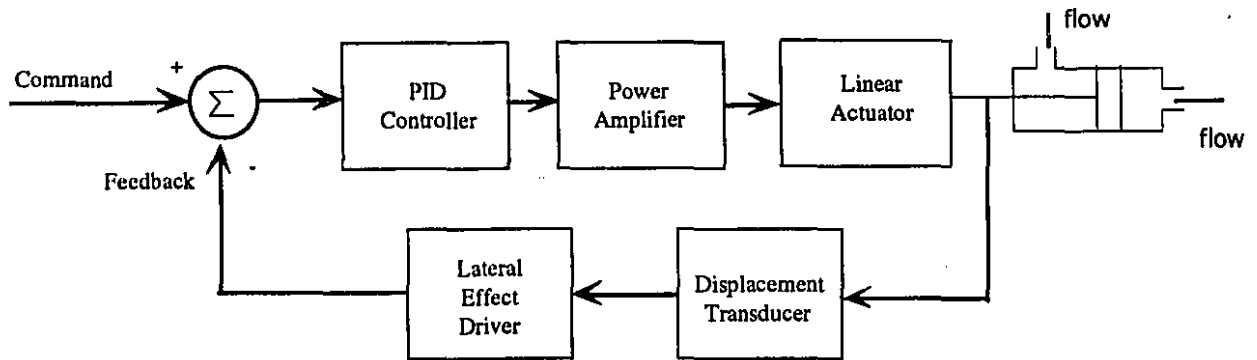 flow
Command
+
Σ
PID
Controller
Power
Amplifier
Linear
Actuator
flow
Feedback
-
Lateral
Effect
Driver
Displacement
Transducer